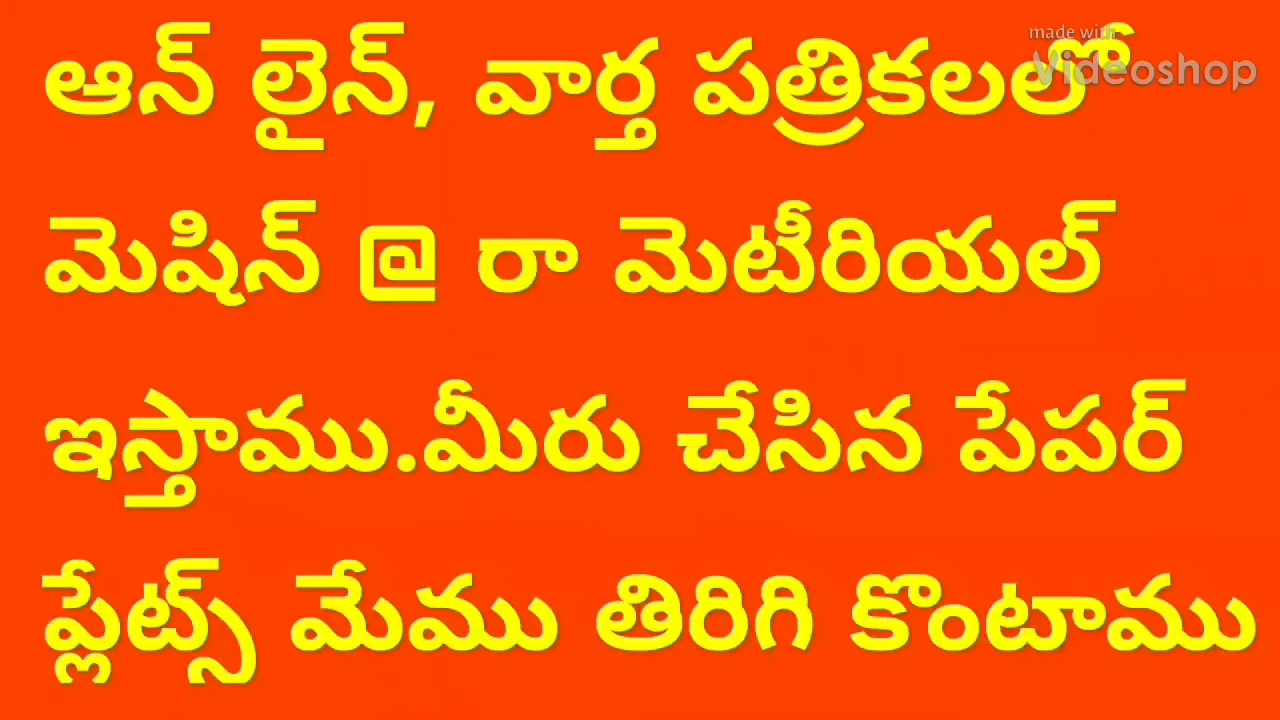 made with
Videoshop
ఆన్ లైన్, వార్త పత్రికలలో
మెషిన్ @ రా మెటీరియల్
ఇస్తాము.మీరు చేసిన పేపర్
ప్లేట్స్ మేము తిరిగి కొంటాము